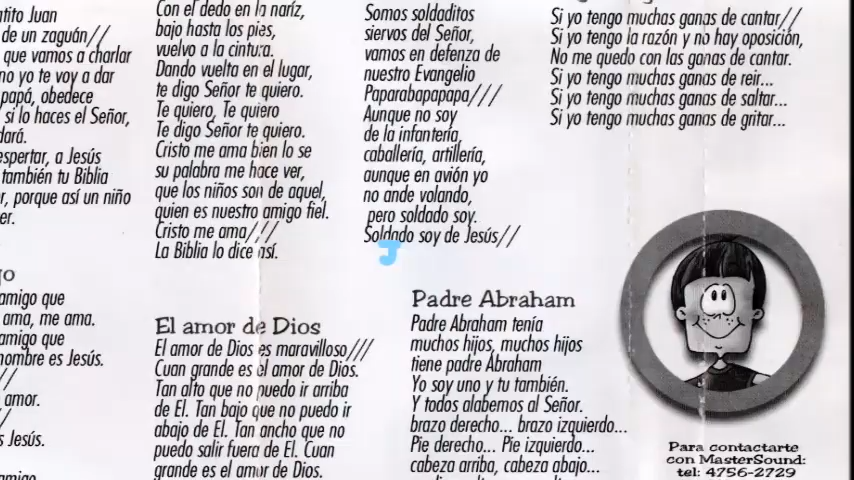 tito Juan
de un zaguán//
que vamos a charlar
no yo te voy a dar
papá, obedece
si lo haces el Señor,
dará.
espertar, a Jesús
también tu Biblia
r, porque así un niño
er.
go
amigo que
ama, me ama.
amigo que
nombre es Jesús.
//
amor.
//
s Jesús.
amigo
Con el dedo en la naríz,
bajo hasta los pies,
vuelvo a la cintura.
Dando vuelta en el lugar,
te digo Señor te quiero.
Te quiero, Te quiero
Te digo Señor te quiero.
Cristo me ama bien lo se
su palabra me hace ver,
que los niños son de aquel,
quien es nuestro amigo fiel.
Cristo me ama///
La Biblia lo dice así.
El amor de Dios
El amor de Dios es maravilloso///
Cuan grande es el amor de Dios.
Tan alto que no puedo ir arriba
de El. Tan bajo que no puedo ir
abajo de El. Tan ancho que no
puedo salir fuera de El. Cuan
grande es el amor de Dios.
Somos soldaditos
siervos del Señor,
vamos en defenza de
nuestro Evangelio
Paparabapapapa///
Aunque no soy
de la infantería,
caballería, artillería,
aunque en avión yo
no ande volando,
pero soldado soy.
Soldado soy de Jesús//
J
Padre Abraham
Padre Abraham tenía
muchos hijos, muchos hijos
tiene padre Abraham
Yo soy uno y tu también.
Y todos alabemos al Señor.
brazo derecho... brazo izquierdo...
Pie derecho... Pie izquierdo...
cabeza arriba, cabeza abajo...
Si yo tengo muchas ganas de cantar//
Si yo tengo la razón y no hay oposición,
No me quedo con las ganas de cantar.
Si yo tengo muchas ganas de reir...
Si yo tengo muchas ganas de saltar...
Si yo tengo muchas ganas de gritar...
Para contactarte
con MasterSound:
tel: 4756-2729